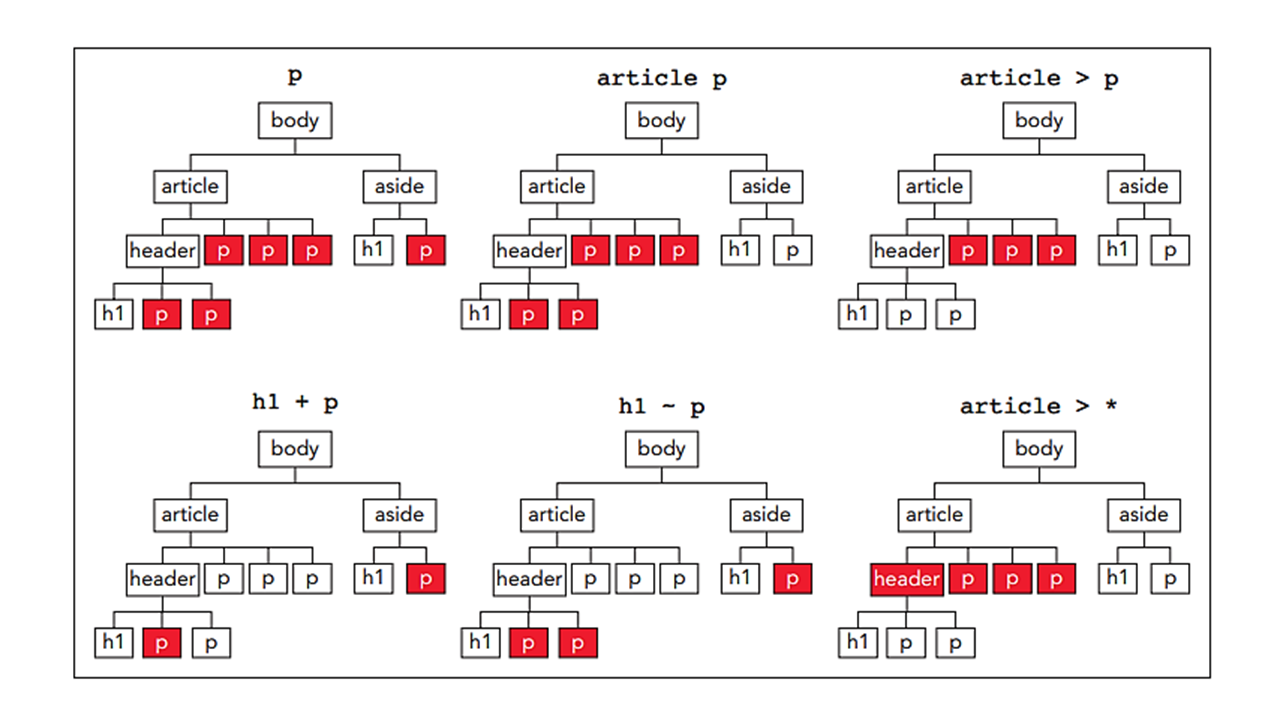 p article p article > p
body body body
article aside article aside article aside
header p p p h1 p header p p p h1 p header p p p h1 p
h1 p p h1 p p h1 p p
h1 + p h1 ~ p article > *
body body body
article aside article aside article aside
header p p p h1 p header p p p h1 p header p p p h1 p
h1 p p h1 p p h1 p p